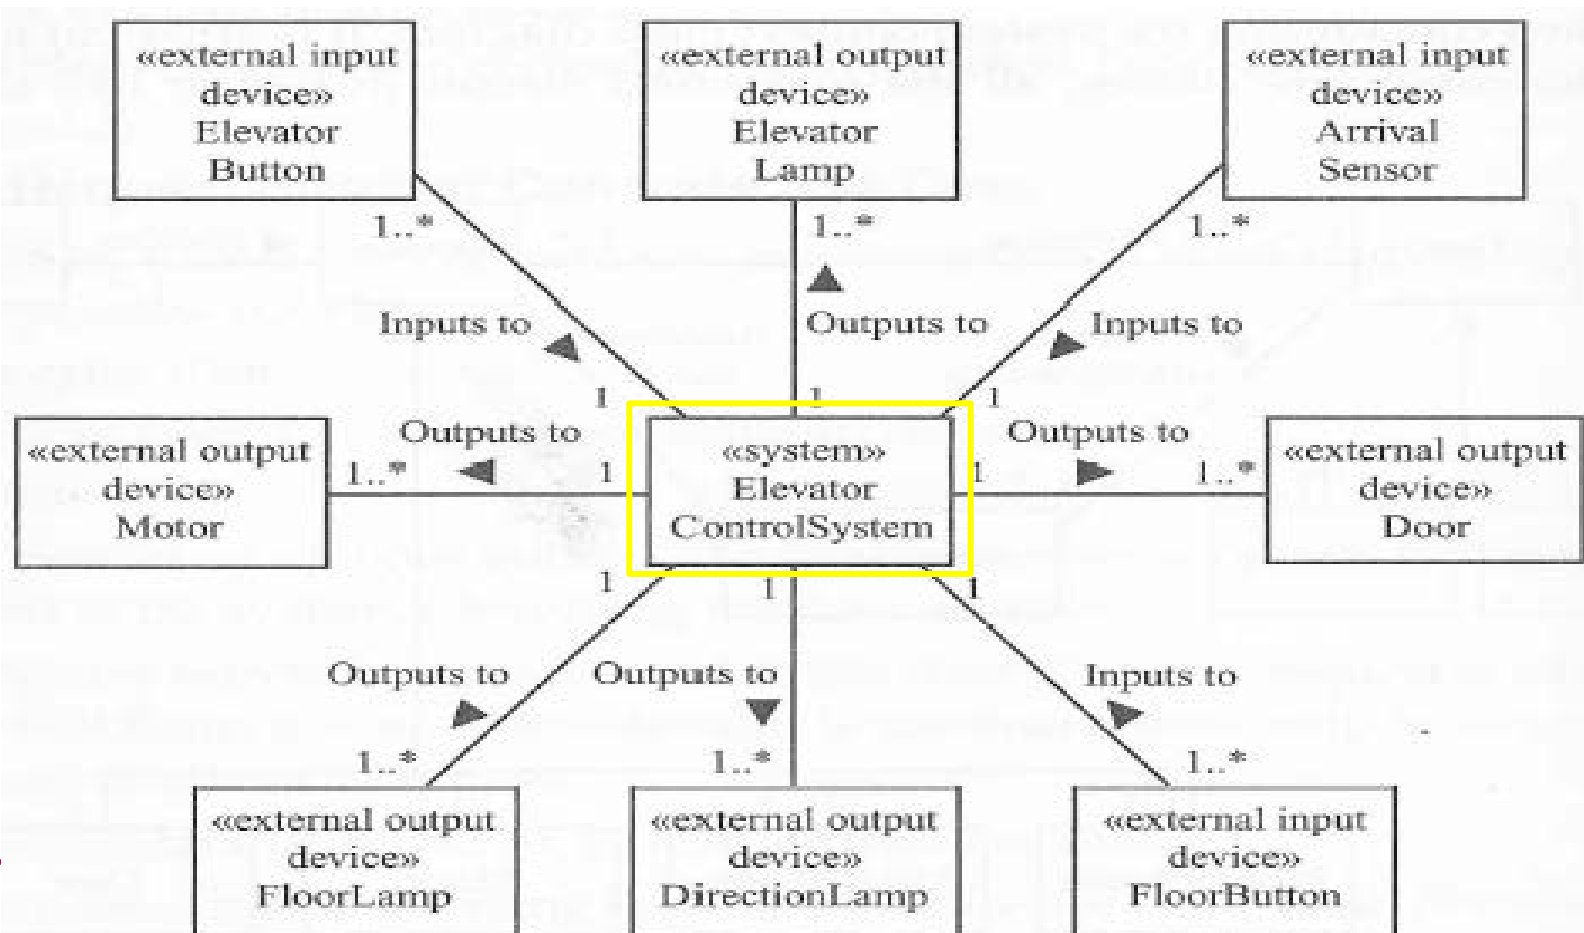 «external input
device»
Elevator
Button
«external output
device»
Elevator
Lamp
«external input
device»
Arrival
Sensor
1..*
1..*
1..*
Inputs to
Outputs to
Inputs to
1
1
1
«external output
device»
Motor
Outputs to
1..*
1
«system»
Elevator
ControlSystem
Outputs to
1
1..*
«external output
device»
Door
1
1
1
Outputs to
Outputs to
Inputs to
1..*
1..*
1..*
«external output
device»
FloorLamp
«external output
device»
DirectionLamp
«external input
device»
FloorButton